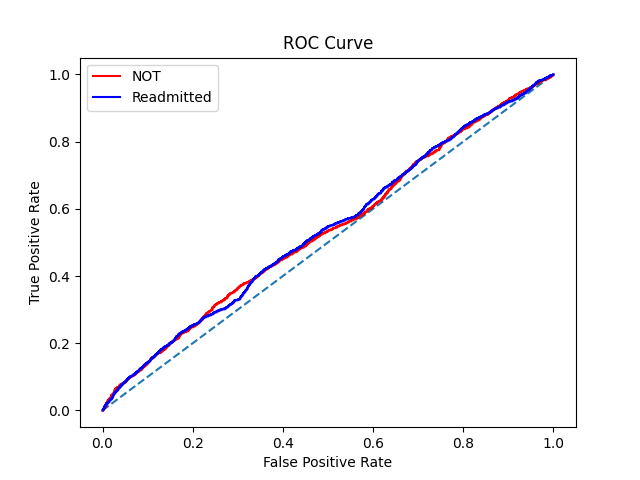 ROC Curve
NOT
Readmitted
True Positive Rate
1.0
0.8
0.6
0.4
0.2
0.0
0.0 0.2 0.4 0.6 0.8 1.0
False Positive Rate